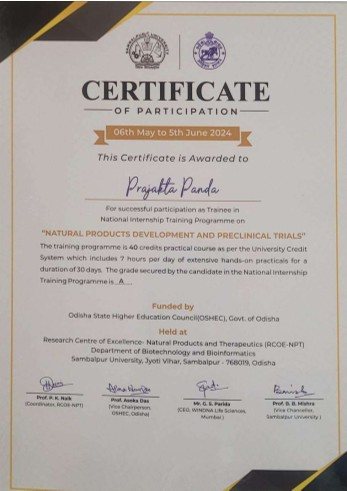 CERTIFICATE
OF PARTICIPATION
06th May to 5th June 2024
This Certificate is Awarded to
Prajakta Panda
For successful participation as Trainee in
National Internship Training Programme on
"NATURAL PRODUCTS DEVELOPMENT AND PRECLINICAL TRIALS"
The training programme is 40 credits practical course as per the University Credit
System which includes 7 hours per day of extensive hands-on practicals for a
duration of 30 days. The grade secured by the candidate in the National Internship
Training Programme is A
Funded by
Odisha State Higher Education Council(OSHEC), Govt. of Odisha
Held at
Research Centre of Excellence- Natural Products and Therapeutics (RCOE-NPT)
Department of Biotechnology and Bioinformatics
Sambalpur University, Jyoti Vihar, Sambalpur - 768019, Odisha
Prof. P. K. Naik
(Coordinator, RCOE-NPT)
Prof. Asoka Das
(Vice Chairperson,
OSHEC, Odisha)
Mr. G. S. Parida
(CEO, WINDNA Life Sciences,
Mumbai)
Prof. B. B. Mishra
(Vice Chancellor,
Sambalpur University)